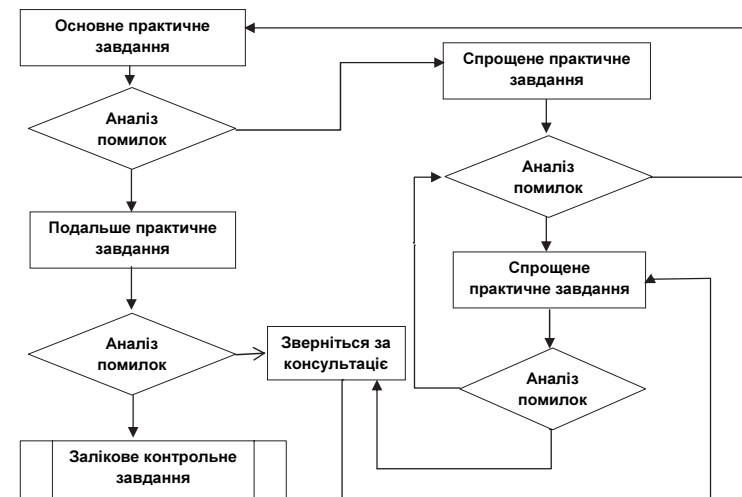 Основне практичне
завдання
Аналіз
помилок
Подальше практичне
завдання
Аналіз
помилок
Залікове контрольне
завдання
Зверніться за
консультаціє
Спрощене практичне
завдання
Аналіз
помилок
Спрощене
практичне завдання
Аналіз
помилок